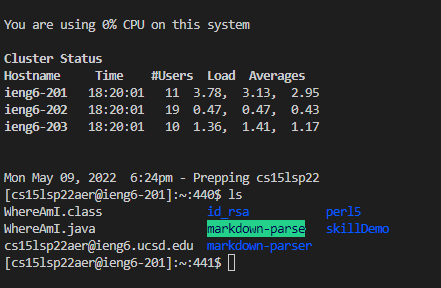 You are using 0% CPU on this system
Cluster Status
Hostname     Time    #Users  Load  Averages
ieng6-201   18:20:01   11  3.78,  3.13,  2.95
ieng6-202   18:20:01   19  0.47,  0.47,  0.43
ieng6-203   18:20:01   10  1.36,  1.41,  1.17
Mon May 09, 2022  6:24pm - Prepping cs15lsp22
[cs15lsp22aer@ieng6-201]:~:440$ ls
WhereAmI.class            id_rsa           perl5
WhereAmI.java             markdown-parse   skillDemo
cs15lsp22aer@ieng6.ucsd.edu  markdown-parser
[cs15lsp22aer@ieng6-201]:~:441$